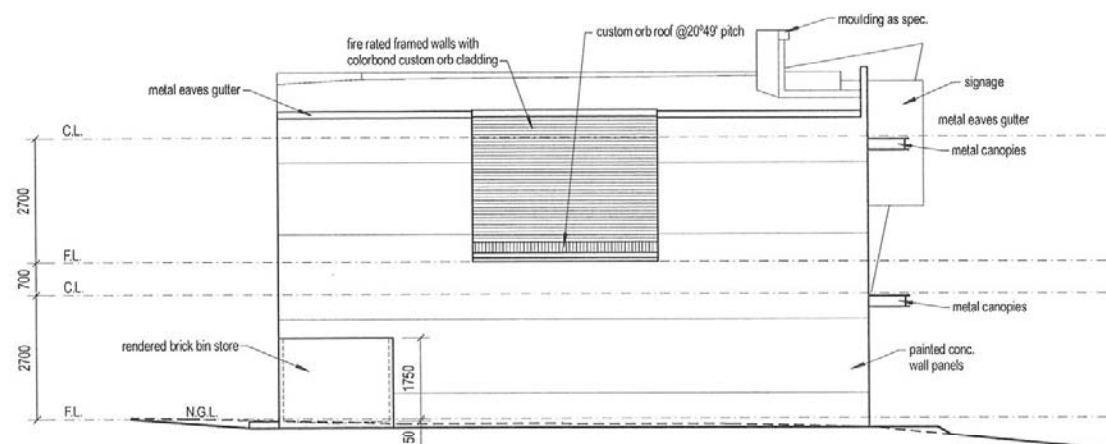 moulding as spec.
custom orb roof @20º49' pitch
fire rated framed walls with
colorbond custom orb cladding
signage
metal eaves gutter
metal eaves gutter
C.L.
metal canopies
2700
F.L.
700
C.L.
metal canopies
2700
rendered brick bin store
1750
painted conc.
wall panels
F.L.
N.G.L.
50